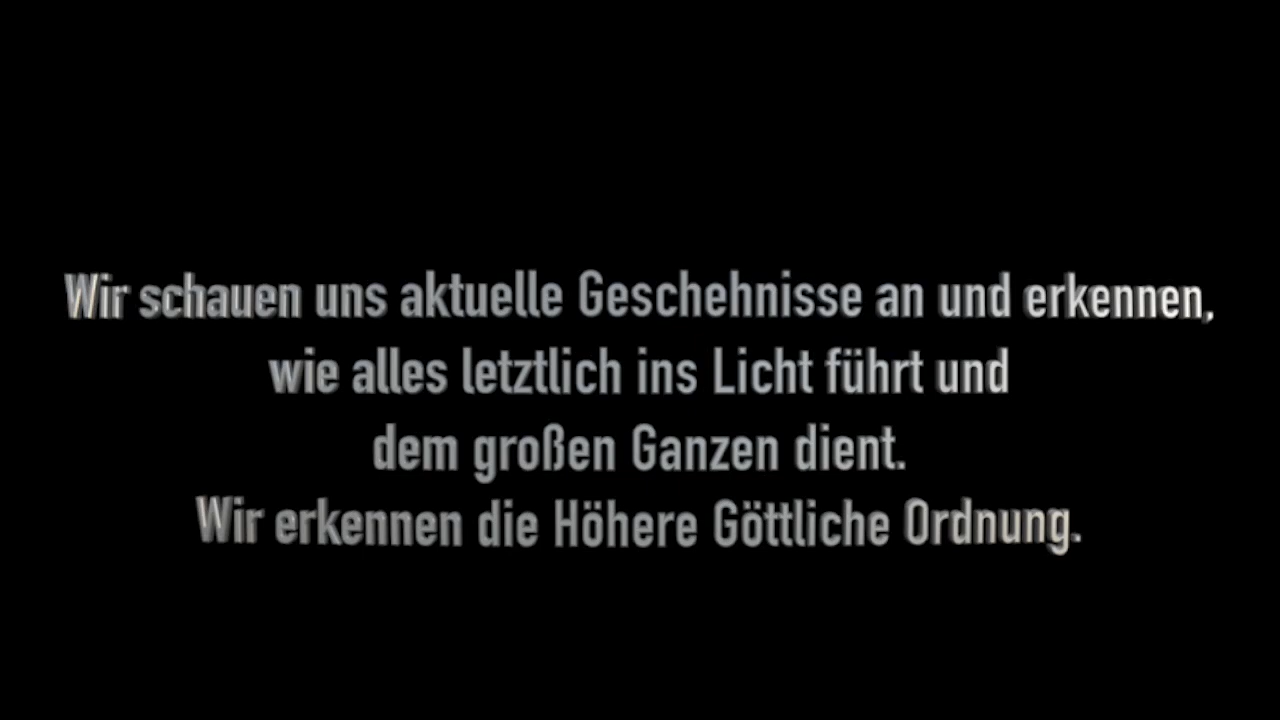 Wir schauen uns aktuelle Geschehnisse an und erkennen,
wie alles letztlich ins Licht führt und
dem großen Ganzen dient.
Wir erkennen die Höhere Göttliche Ordnung.